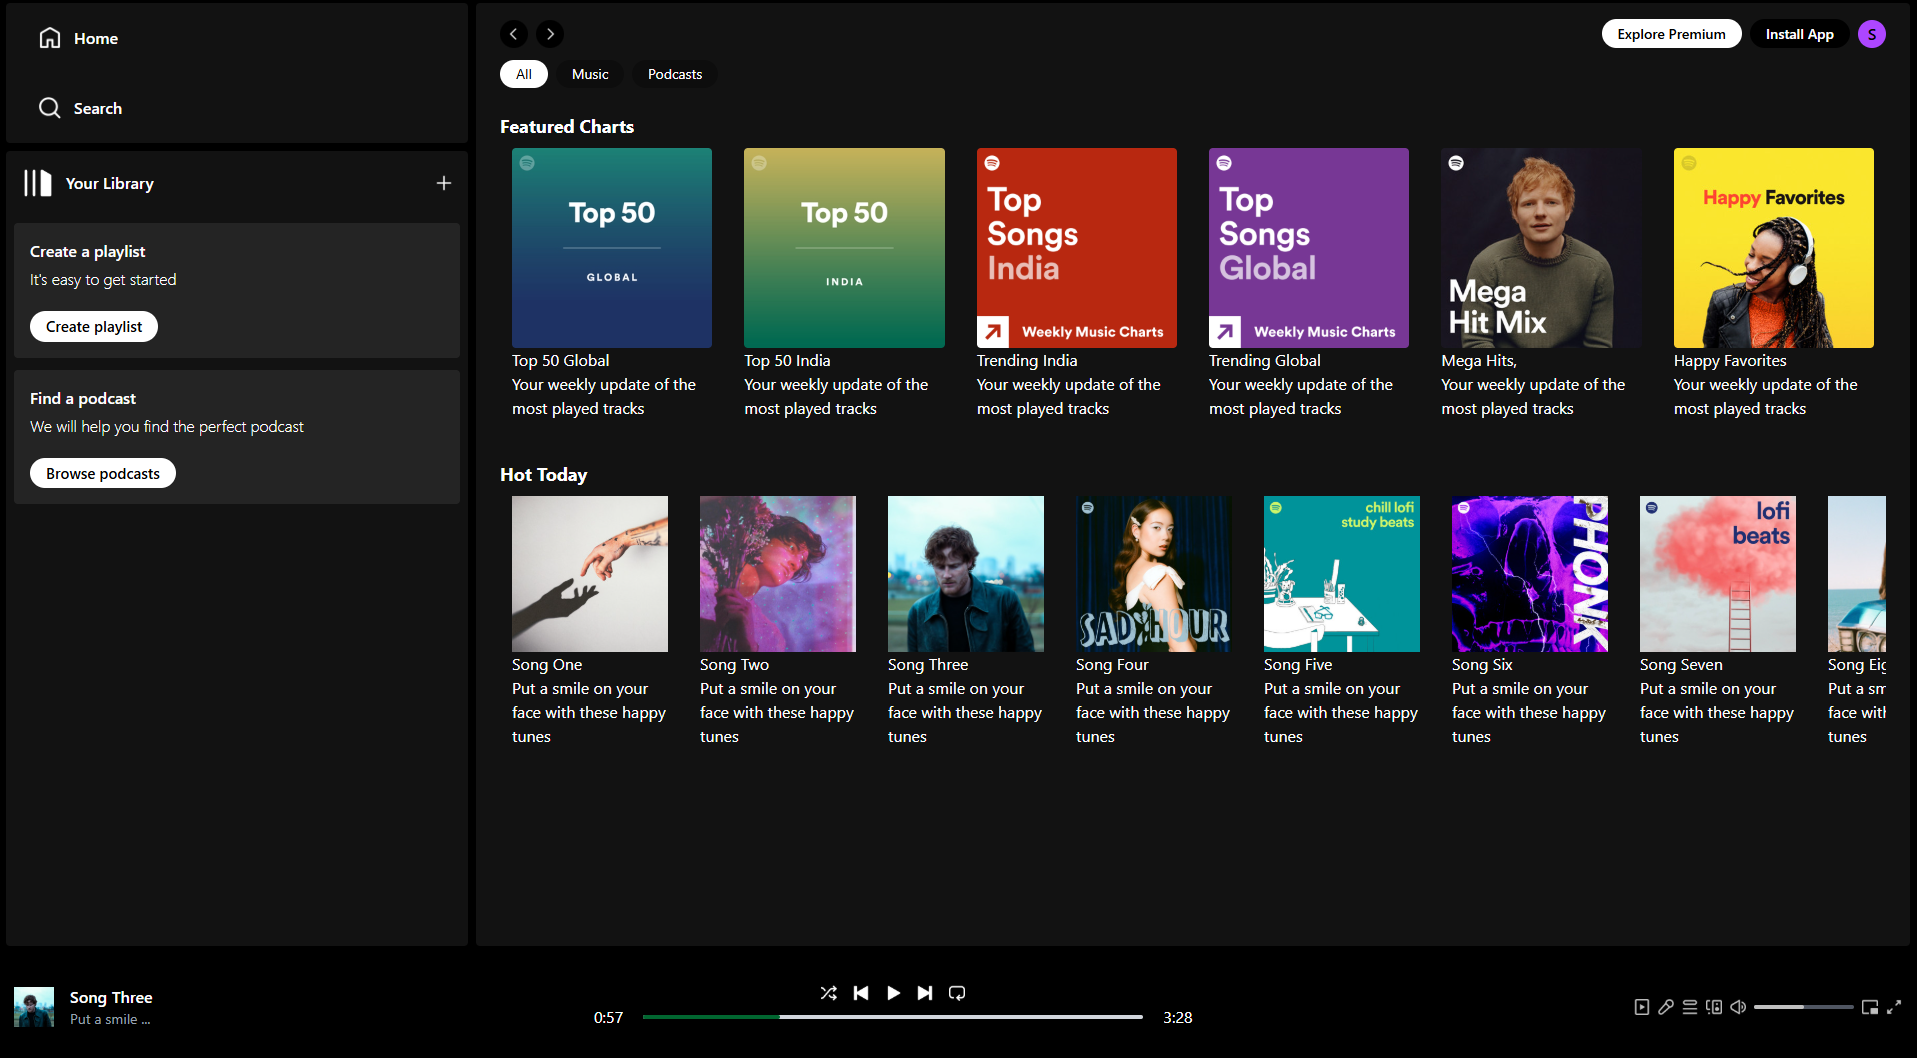 Home
Search
Your Library
Create a playlist
It's easy to get started
Create playlist
Find a podcast
We will help you find the perfect podcast
Browse podcasts
Explore Premium
Install App
S
All
Music
Podcasts
Featured Charts
Top 50
GLOBAL
Top 50 Global
Your weekly update of the
most played tracks
Top 50
INDIA
Top 50 India
Your weekly update of the
most played tracks
Top
Songs
India
Weekly Music Charts
Trending India
Your weekly update of the
most played tracks
Top
Songs
Global
Weekly Music Charts
Trending Global
Your weekly update of the
most played tracks
Mega
Hit Mix
Mega Hits,
Your weekly update of the
most played tracks
Happy Favorites
Happy Favorites
Your weekly update of the
most played tracks
Hot Today
Song One
Put a smile on your
face with these happy
tunes
Song Two
Put a smile on your
face with these happy
tunes
Song Three
Put a smile on your
face with these happy
tunes
SAD HOUR
Song Four
Put a smile on your
face with these happy
tunes
chill lofi
study beats
Song Five
Put a smile on your
face with these happy
tunes
PHONK
Song Six
Put a smile on your
face with these happy
tunes
lofi
beats
Song Seven
Put a smile on your
face with these happy
tunes
Song Eig
Put a sm
face with
tunes
Song Three
Put a smile ...
0:57
3:28